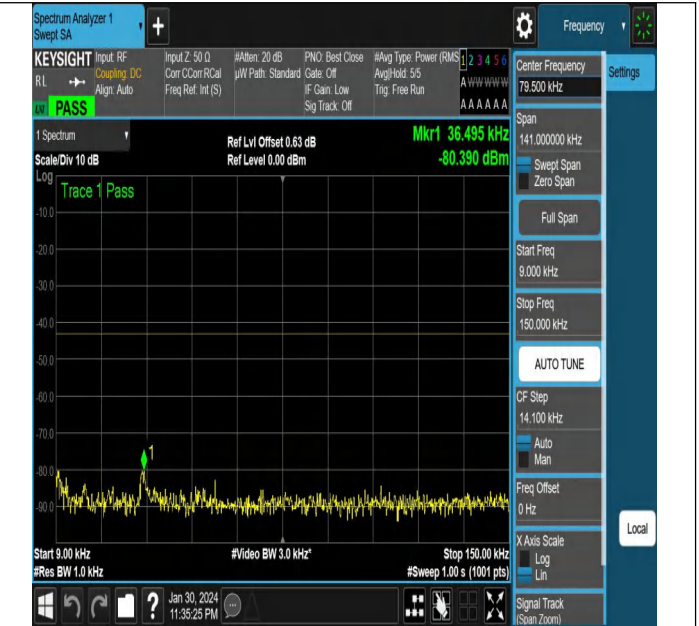 Spectrum Analyzer 1
Swept SA
+
Frequency
KEYSIGHT
RL
PASS
Input: RF
Coupling: DC
Align: Auto
Input Z: 50 Ω
Corr CCorr RCal
Freq Ref: Int (S)
#Atten: 20 dB
µW Path: Standard
PNO: Best Close
Gate: Off
IF Gain: Low
Sig Track: Off
#Avg Type: Power (RMS
Avg|Hold: 5/5
Trig: Free Run
1 2 3 4 5 6
A W W W W W
A A A A A A
1 Spectrum
Scale/Div 10 dB
Ref Lvl Offset 0.63 dB
Ref Level 0.00 dBm
Mkr1 36.495 kHz
-80.390 dBm
Log
Trace 1 Pass
-10.0
-20.0
-30.0
-40.0
-50.0
-60.0
-70.0
-80.0
-90.0
1
Start 9.00 kHz
#Res BW 1.0 kHz
#Video BW 3.0 kHz*
Stop 150.00 kHz
#Sweep 1.00 s (1001 pts)
Jan 30, 2024
11:35:25 PM
?
Center Frequency
79.500 kHz
Settings
Span
141.000000 kHz
Swept Span
Zero Span
Full Span
Start Freq
9.000 kHz
Stop Freq
150.000 kHz
AUTO TUNE
CF Step
14.100 kHz
Auto
Man
Freq Offset
0 Hz
X Axis Scale
Log
Lin
Local
Signal Track
(Span Zoom)